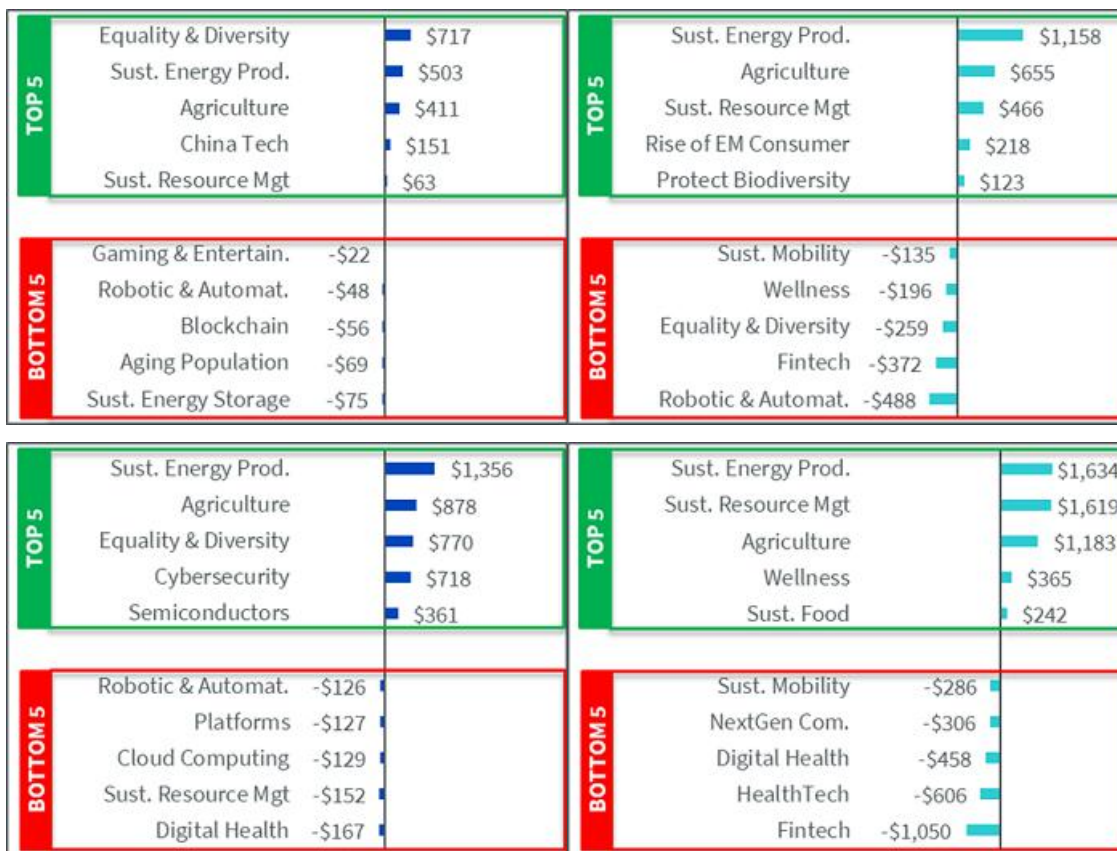 TOP 5
Equality & Diversity $717
Sust. Energy Prod. $503
Agriculture $411
China Tech $151
Sust. Resource Mgt $63
BOTTOM 5
Gaming & Entertain. -$22
Robotic & Automat. -$48
Blockchain -$56
Aging Population -$69
Sust. Energy Storage -$75
TOP 5
Sust. Energy Prod. $1,158
Agriculture $655
Sust. Resource Mgt $466
Rise of EM Consumer $218
Protect Biodiversity $123
BOTTOM 5
Sust. Mobility -$135
Wellness -$196
Equality & Diversity -$259
Fintech -$372
Robotic & Automat. -$488
TOP 5
Sust. Energy Prod. $1,356
Agriculture $878
Equality & Diversity $770
Cybersecurity $718
Semiconductors $361
BOTTOM 5
Robotic & Automat. -$126
Platforms -$127
Cloud Computing -$129
Sust. Resource Mgt -$152
Digital Health -$167
TOP 5
Sust. Energy Prod. $1,634
Sust. Resource Mgt $1,619
Agriculture $1,183
Wellness $365
Sust. Food $242
BOTTOM 5
Sust. Mobility -$286
NextGen Com. -$306
Digital Health -$458
HealthTech -$606
Fintech -$1,050